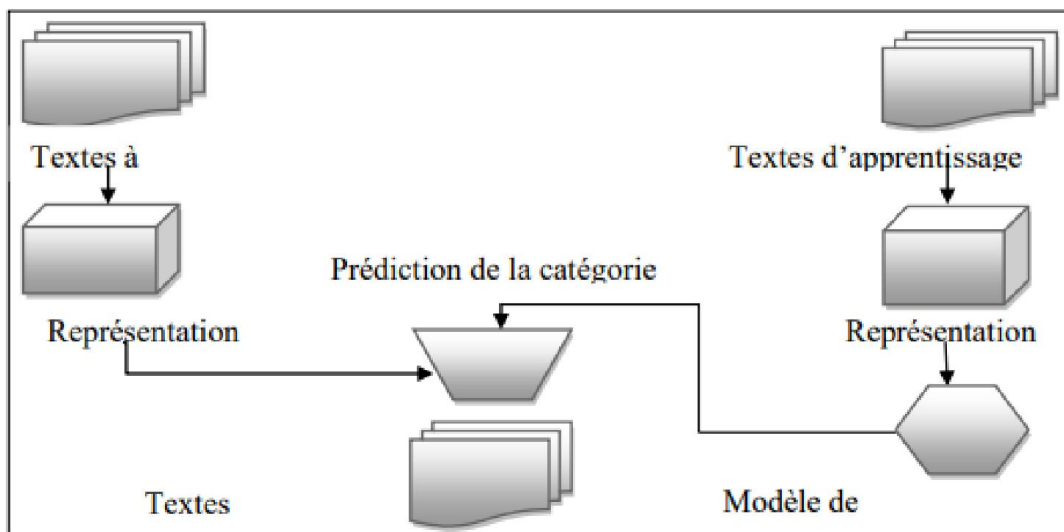 Textes à
Textes d’apprentissage
Prédiction de la catégorie
Représentation
Représentation
Textes
Modèle de